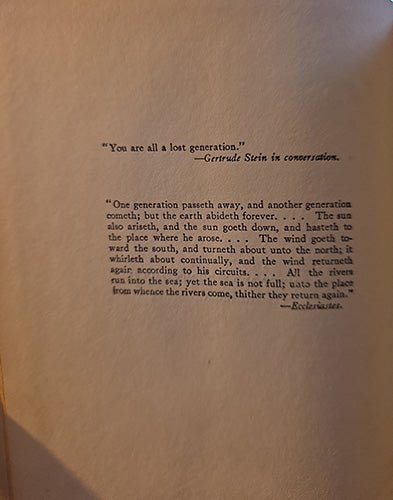 "You are all a lost generation."
—Gertrude Stein in conversation.
"One generation passeth away, and another generation
cometh; but the earth abideth forever. . . . The sun
also ariseth, and the sun goeth down, and hasteth to
the place where he arose. . . . The wind goeth to-
ward the south, and turneth about unto the north; it
whirleth about continually, and the wind returneth
again according to his circuits. . . . All the rivers
run into the sea; yet the sea is not full; unto the place
from whence the rivers come, thither they return again."
—Ecclesiastes.